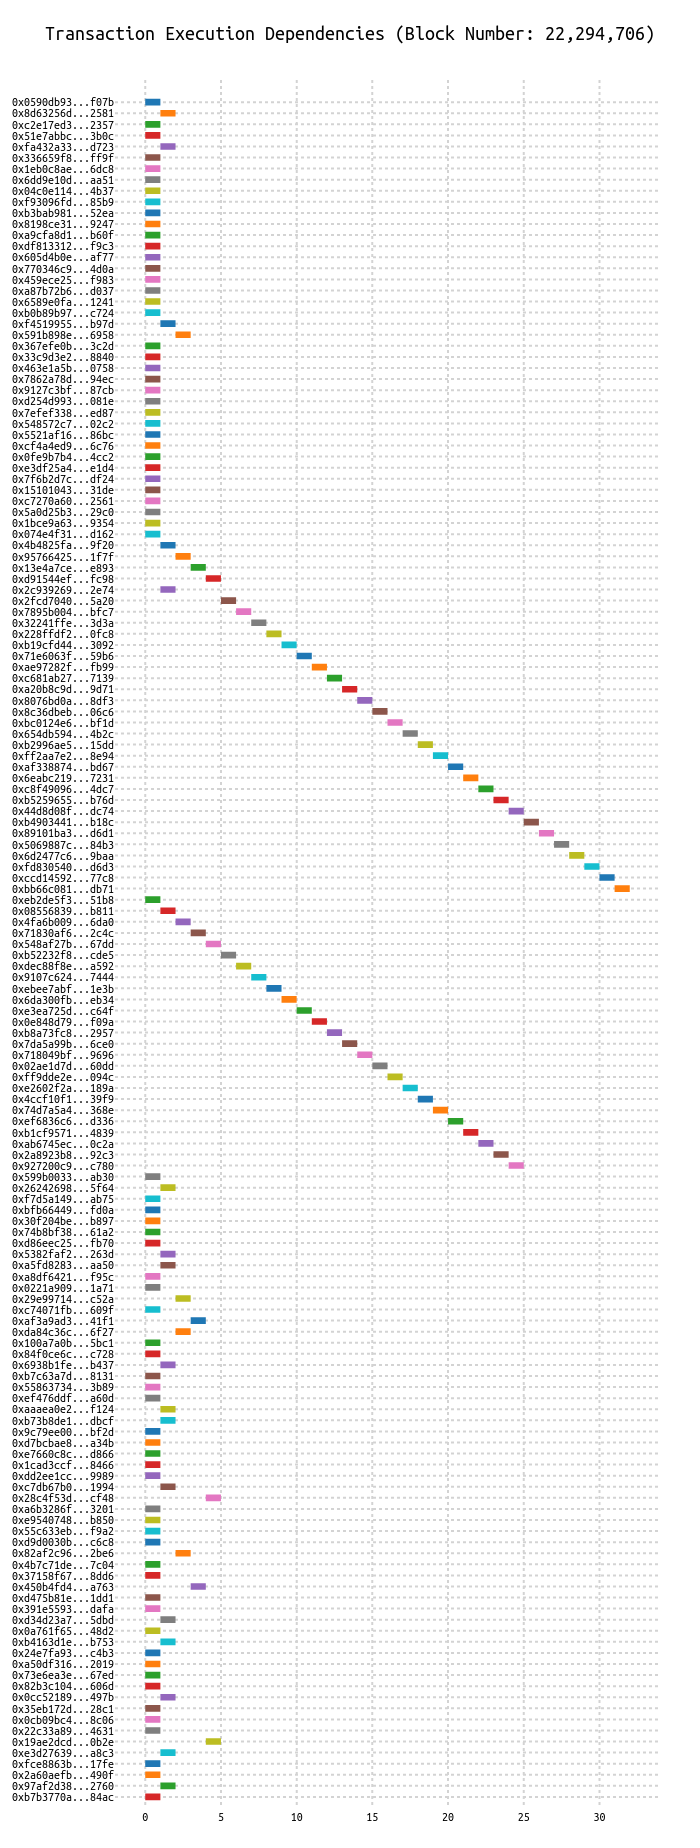 Transaction Execution Dependencies (Block Number: 22,294,706)
0x0590db93...f07b
0x8d63256d...2581
0xc2e17ed3...2357
0x51e7abbc...3b0c
0xfa432a33...d723
0x336659f8...ff9f
0x1eb0c8ae...6dc8
0x6dd9e10d...aa51
0x04c0e114...4b37
0xf93096fd...85b9
0xb3bab981...52ea
0x8198ce31...9247
0xa9cfa8d1...b60f
0xdf813312...f9c3
0x605d4b0e...af77
0x770346c9...4d0a
0x459ece25...f983
0xa87b72b6...d037
0x6589e0fa...1241
0xb0b89b97...c724
0xf4519955...b97d
0x591b898e...6958
0x367efe0b...3c2d
0x33c9d3e2...8840
0x463e1a5b...0758
0x7862a78d...94ec
0x9127c3bf...87cb
0xd254d993...081e
0x7efef338...ed87
0x548572c7...02c2
0x5521af16...86bc
0xcf4a4ed9...6c76
0x0fe9b7b4...4cc2
0xe3df25a4...e1d4
0x7f6b2d7c...df24
0x15101043...31de
0xc7270a60...2561
0x5a0d25b3...29c0
0x1bce9a63...9354
0x074e4f31...d162
0x4b4825fa...9f20
0x95766425...1f7f
0x13e4a7ce...e893
0xd91544ef...fc98
0x2c939269...2e74
0x2fcd7040...5a20
0x7895b004...bfc7
0x32241ffe...3d3a
0x228ffdf2...0fc8
0xb19cfd44...3092
0x71e6063f...59b6
0xae97282f...fb99
0xc681ab27...7139
0xa20b8c9d...9d71
0x8076bd0a...8df3
0x8c36dbeb...06c6
0xbc0124e6...bf1d
0x654db594...4b2c
0xb2996ae5...15dd
0xff2aa7e2...8e94
0xaf338874...bd67
0x6eabc219...7231
0xc8f49096...4dc7
0xb5259655...b76d
0x44d8d08f...dc74
0xb4903441...b18c
0x89101ba3...d6d1
0x5069887c...84b3
0x6d2477c6...9baa
0xfd830540...d6d3
0xccd14592...77c8
0xbb66c081...db71
0xeb2de5f3...51b8
0x08556839...b811
0x4fa6b009...6da0
0x71830af6...2c4c
0x548af27b...67dd
0xb52232f8...cde5
0xdec88f8e...a592
0x9107c624...7444
0xebee7abf...1e3b
0x6da300fb...eb34
0xe3ea725d...c64f
0x0e848d79...f09a
0xb8a73fc8...2957
0x7da5a99b...6ce0
0x718049bf...9696
0x02ae1d7d...60dd
0xff9dde2e...094c
0xe2602f2a...189a
0x4ccf10f1...39f9
0x74d7a5a4...368e
0xef6836c6...d336
0xb1cf9571...4839
0xab6745ec...0c2a
0x2a8923b8...92c3
0x927200c9...c780
0x599b0033...ab30
0x26242698...5f64
0xf7d5a149...ab75
0xbfb66449...fd0a
0x30f204be...b897
0x74b8bf38...61a2
0xd86eec25...fb70
0x5382faf2...263d
0xa5fd8283...aa50
0xa8df6421...f95c
0x0221a909...1a71
0x29e99714...c52a
0xc74071fb...609f
0xaf3a9ad3...41f1
0xda84c36c...6f27
0x100a7a0b...5bc1
0x84f0ce6c...c728
0x6938b1fe...b437
0xb7c63a7d...8131
0x55863734...3b89
0xef476ddf...a60d
0xaaaea0e2...f124
0xb73b8de1...dbcf
0x9c79ee00...bf2d
0xd7bcbae8...a34b
0xe7660c8c...d866
0x1cad3ccf...8466
0xdd2ee1cc...9989
0xc7db67b0...1994
0x28c4f53d...cf48
0xa6b3286f...3201
0xe9540748...b850
0x55c633eb...f9a2
0xd9d0030b...c6c8
0x82af2c96...2be6
0x4b7c71de...7c04
0x37158f67...8dd6
0x450b4fd4...a763
0xd475b81e...1dd1
0x391e5593...dafa
0xd34d23a7...5dbd
0x0a761f65...48d2
0xb4163d1e...b753
0x24e7fa93...c4b3
0xa50df316...2019
0x73e6ea3e...67ed
0x82b3c104...606d
0x0cc52189...497b
0x35eb172d...28c1
0x0cb09bc4...8c06
0x22c33a89...4631
0x19ae2dcd...0b2e
0xe3d27639...a8c3
0xfce8863b...17fe
0x2a60aefb...490f
0x97af2d38...2760
0xb7b3770a...84ac
0 5 10 15 20 25 30